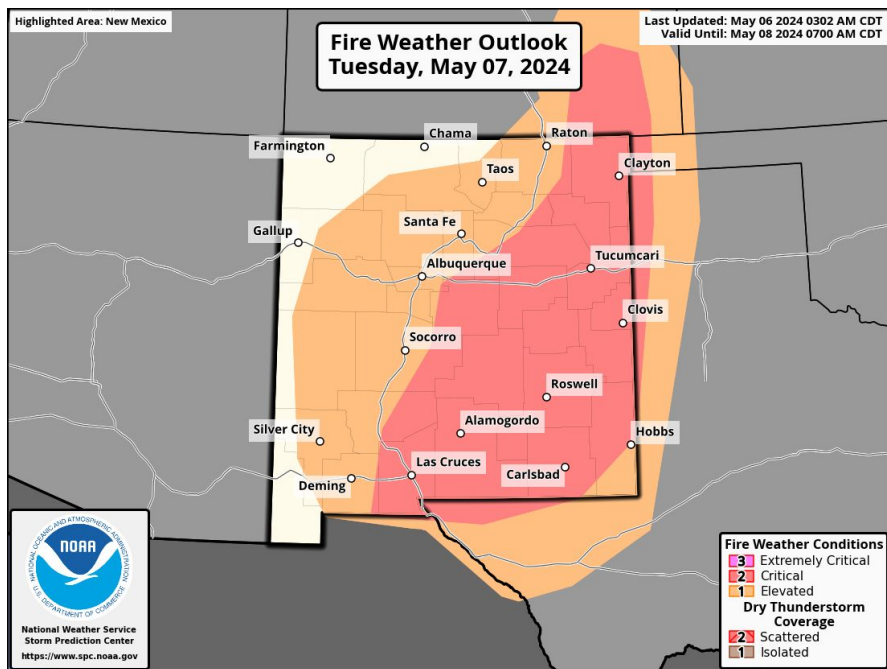 Highlighted Area: New Mexico
Last Updated: May 06 2024 0302 AM CDT
Valid Until: May 08 2024 0700 AM CDT
Fire Weather Outlook
Tuesday, May 07, 2024
Farmington
Chama
Raton
Taos
Clayton
Santa Fe
Gallup
Albuquerque
Tucumcari
Clovis
Socorro
Roswell
Silver City
Alamogordo
Hobbs
Las Cruces
Carlsbad
Deming
NATIONAL OCEANIC AND ATMOSPHERIC ADMINISTRATION
NOAA
U.S. DEPARTMENT OF COMMERCE
National Weather Service
Storm Prediction Center
https://www.spc.noaa.gov
Fire Weather Conditions
3 Extremely Critical
2 Critical
1 Elevated
Dry Thunderstorm
Coverage
2 Scattered
1 Isolated